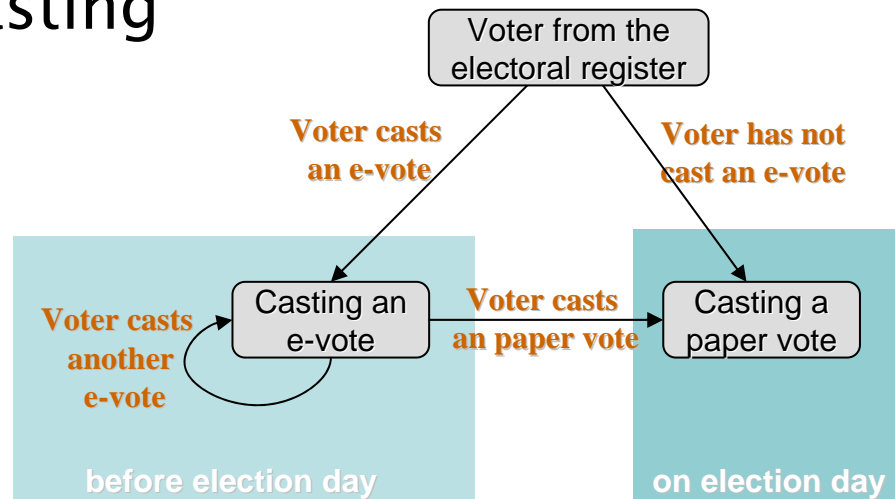 Voter from the
electoral register
Voter casts
an e-vote
Voter has not
cast an e-vote
Casting an
e-vote
Voter casts
an paper vote
Casting a
paper vote
Voter casts
another
e-vote
before election day
on election day